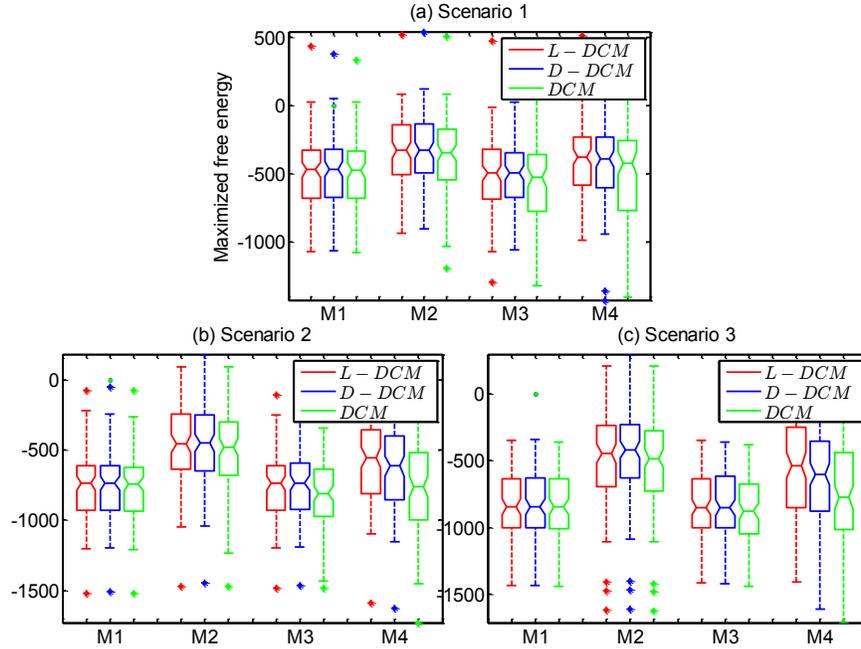 (a) Scenario 1
Maximized free energy
500
0
-500
-1000
L - DCM
D - DCM
DCM
M1 M2 M3 M4
(b) Scenario 2
0
-500
-1000
-1500
L - DCM
D - DCM
DCM
M1 M2 M3 M4
(c) Scenario 3
0
-500
-1000
1500
L - DCM
D - DCM
DCM
M1 M2 M3 M4